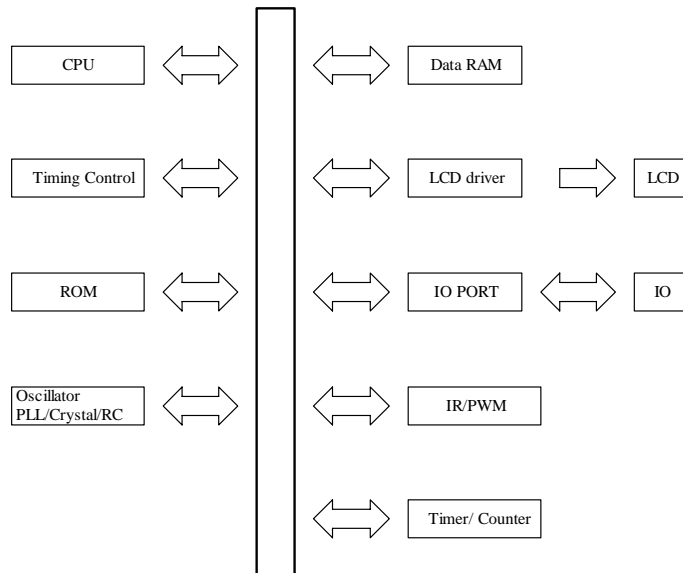 CPU
Data RAM
Timing Control
LCD driver
LCD
ROM
IO PORT
IO
Oscillator
PLL/Crystal/RC
IR/PWM
Timer/ Counter